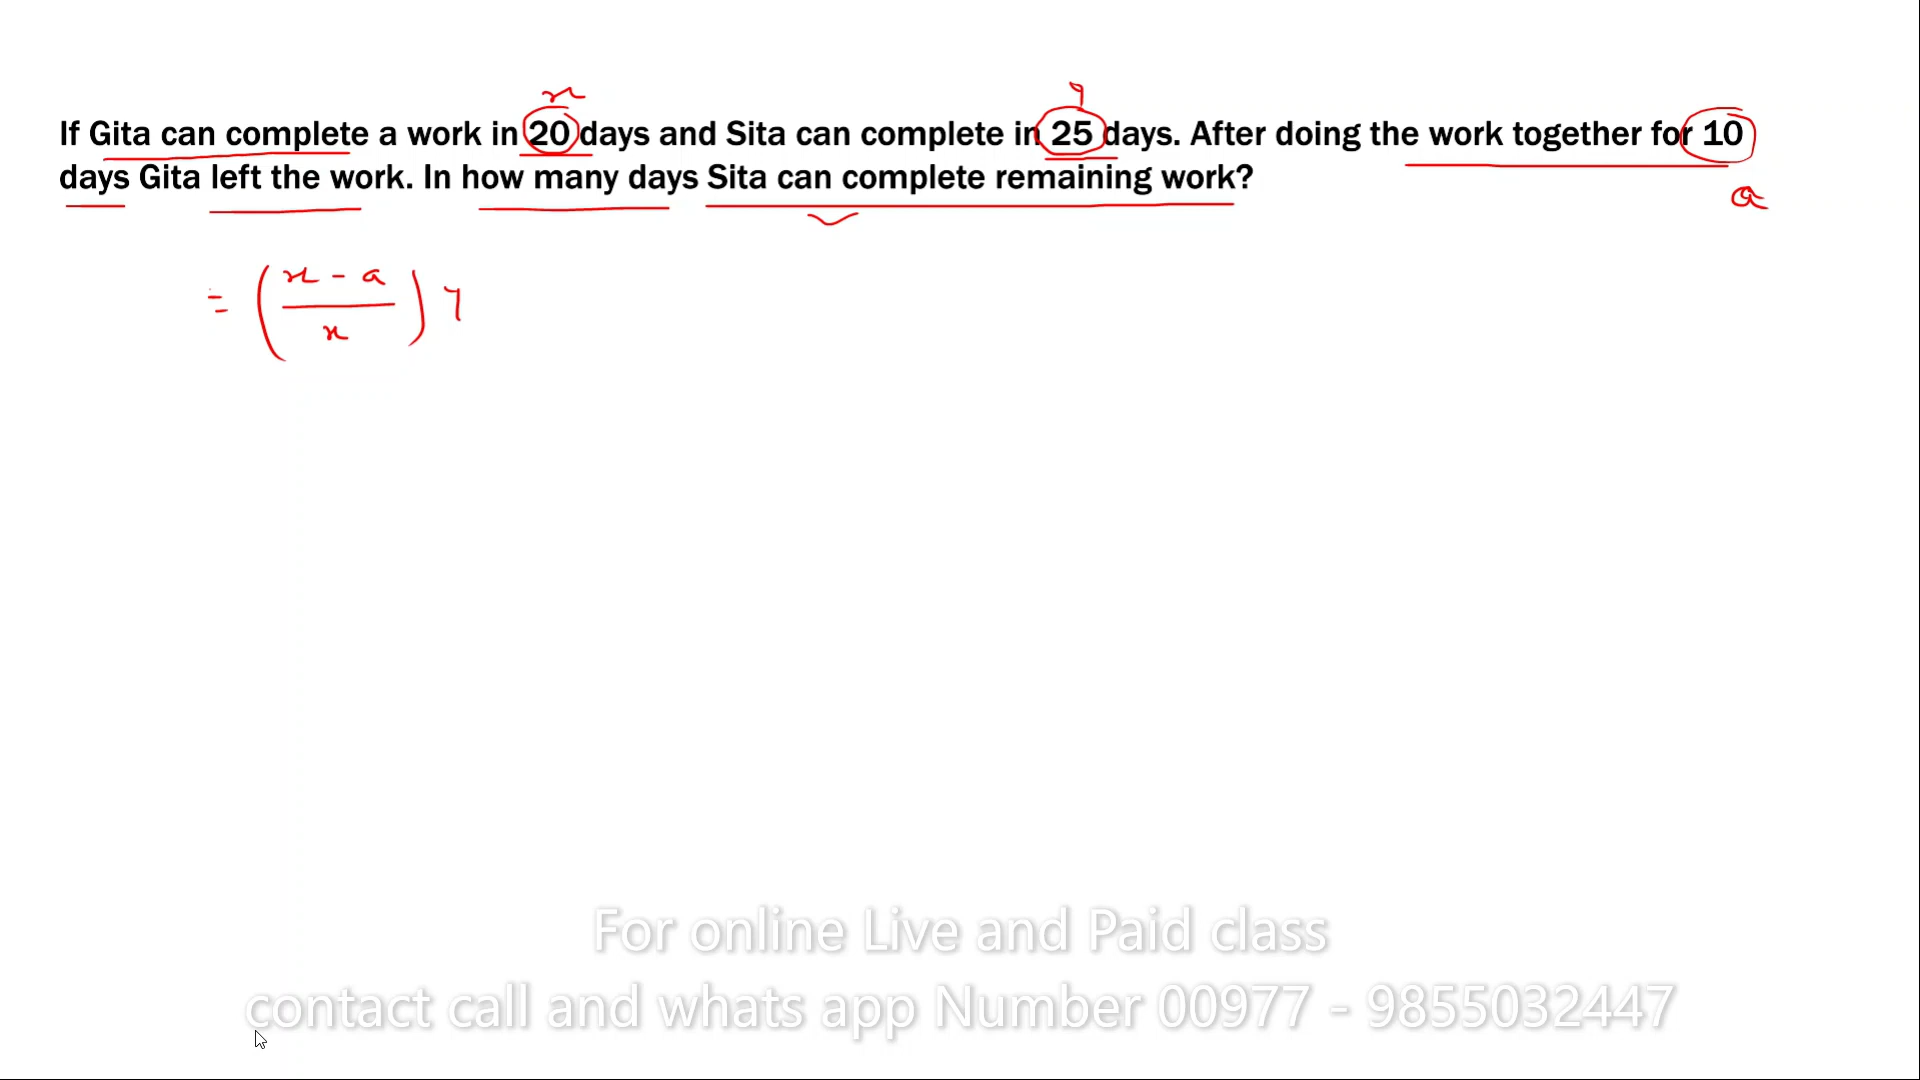 x y
If Gita can complete a work in 20 days and Sita can complete in 25 days. After doing the work together for 10
days Gita left the work. In how many days Sita can complete remaining work?
a
= ( x - a / x ) y
For online Live and Paid class
contact call and whats app Number 00977 - 9855032447